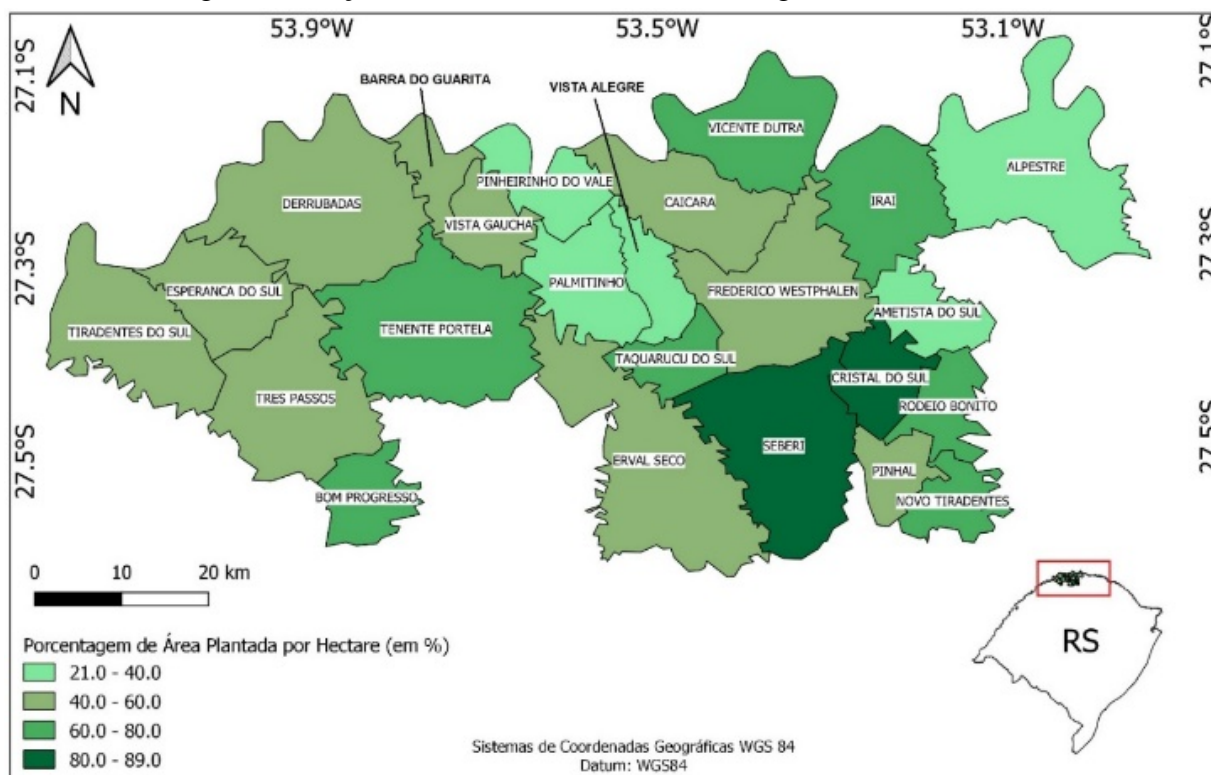 53.9°W
53.5°W
53.1°W
27.1°S
27.1°S
N
BARRA DO GUARITA
VISTA ALEGRE
VICENTE DUTRA
ALPESTRE
PINHEIRINHO DO VALE
DERRUBADAS
CAICARA
IRAI
VISTA GAUCHA
27.3°S
27.3°S
ESPERANCA DO SUL
PALMITINHO
FREDERICO WESTPHALEN
AMETISTA DO SUL
TIRADENTES DO SUL
TENENTE PORTELA
TAQUARUCU DO SUL
CRISTAL DO SUL
TRES PASSOS
RODEIO BONITO
27.5°S
27.5°S
SEBERI
ERVAL SECO
PINHAL
BOM PROGRESSO
NOVO TIRADENTES
0 10 20 km
RS
Porcentagem de Área Plantada por Hectare (em %)
21.0 - 40.0
40.0 - 60.0
60.0 - 80.0
80.0 - 89.0
Sistemas de Coordenadas Geográficas WGS 84
Datum: WGS84